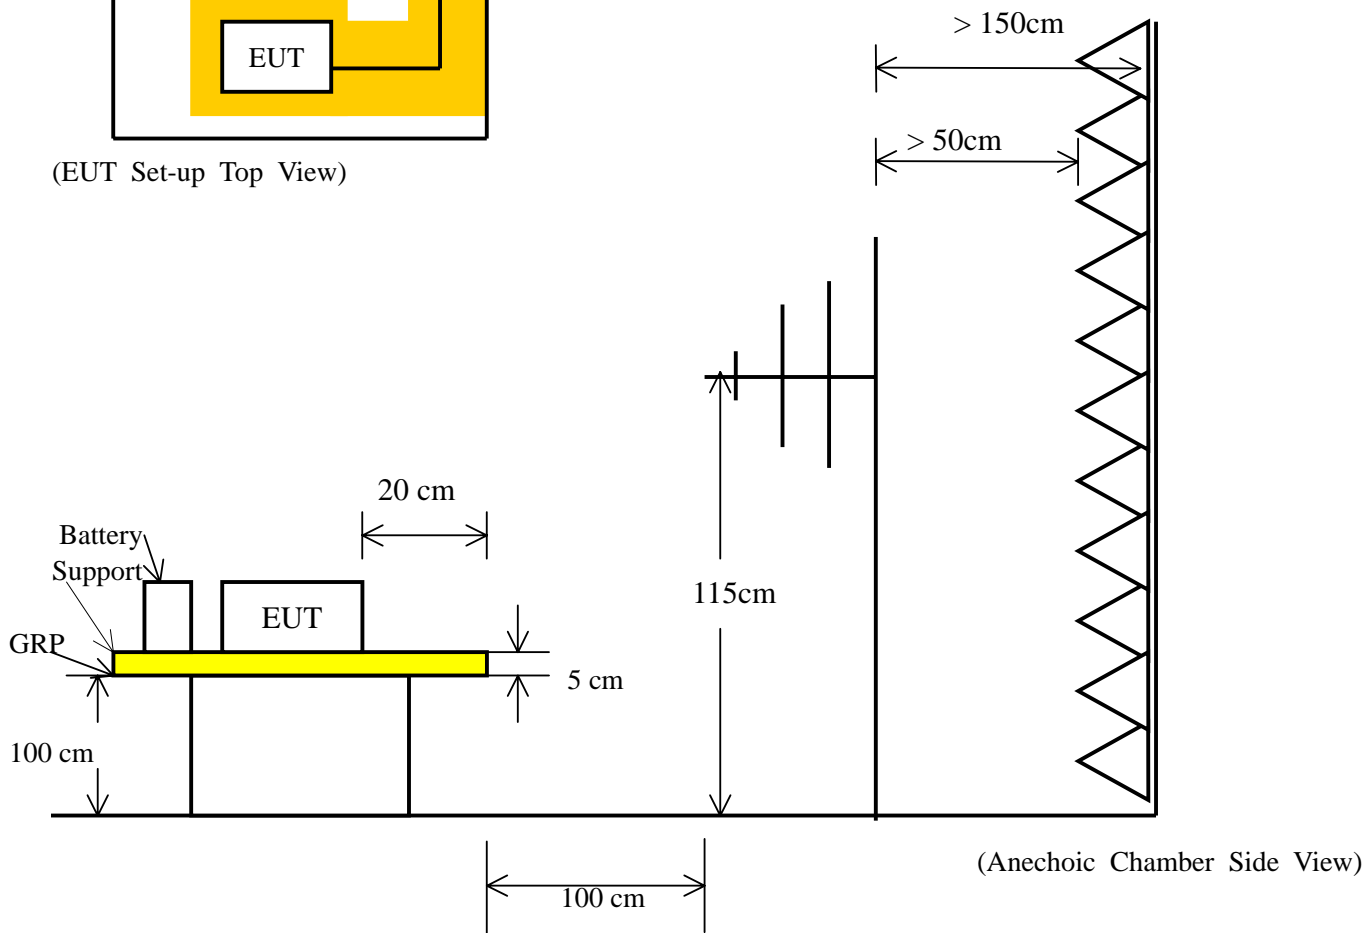 > 150cm
EUT
> 50cm
(EUT Set-up Top View)
20 cm
Battery
Support
115cm
EUT
GRP
5 cm
100 cm
(Anechoic Chamber Side View)
100 cm